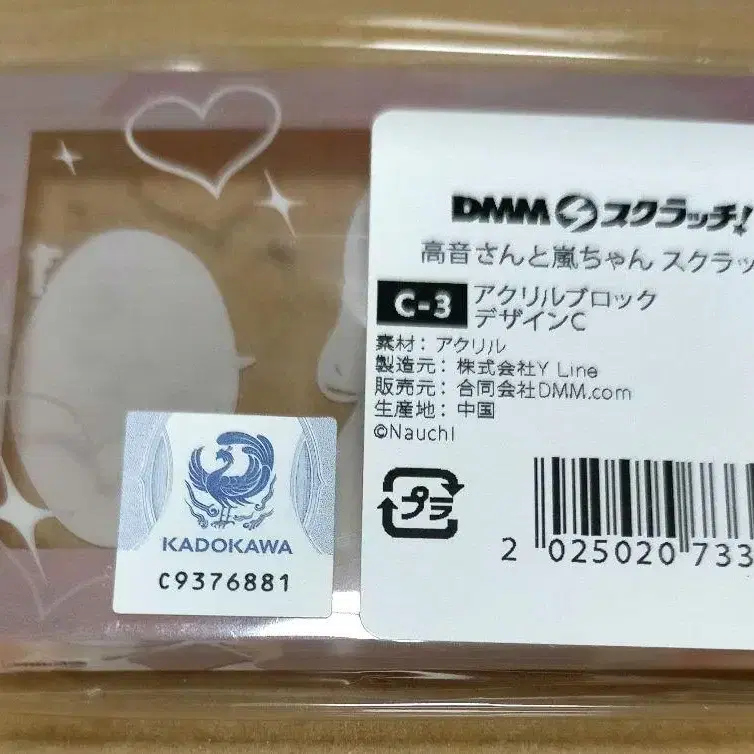 DMMスクラッチ!
高音さんと嵐ちゃん スクラッ
C-3 アクリルブロック
デザインC
素材：アクリル
製造元：株式会社Y Line
販売元：合同会社DMM.com
生産地：中国
©Nauchi
プラ
2 025020 733
KADOKAWA
C9376881